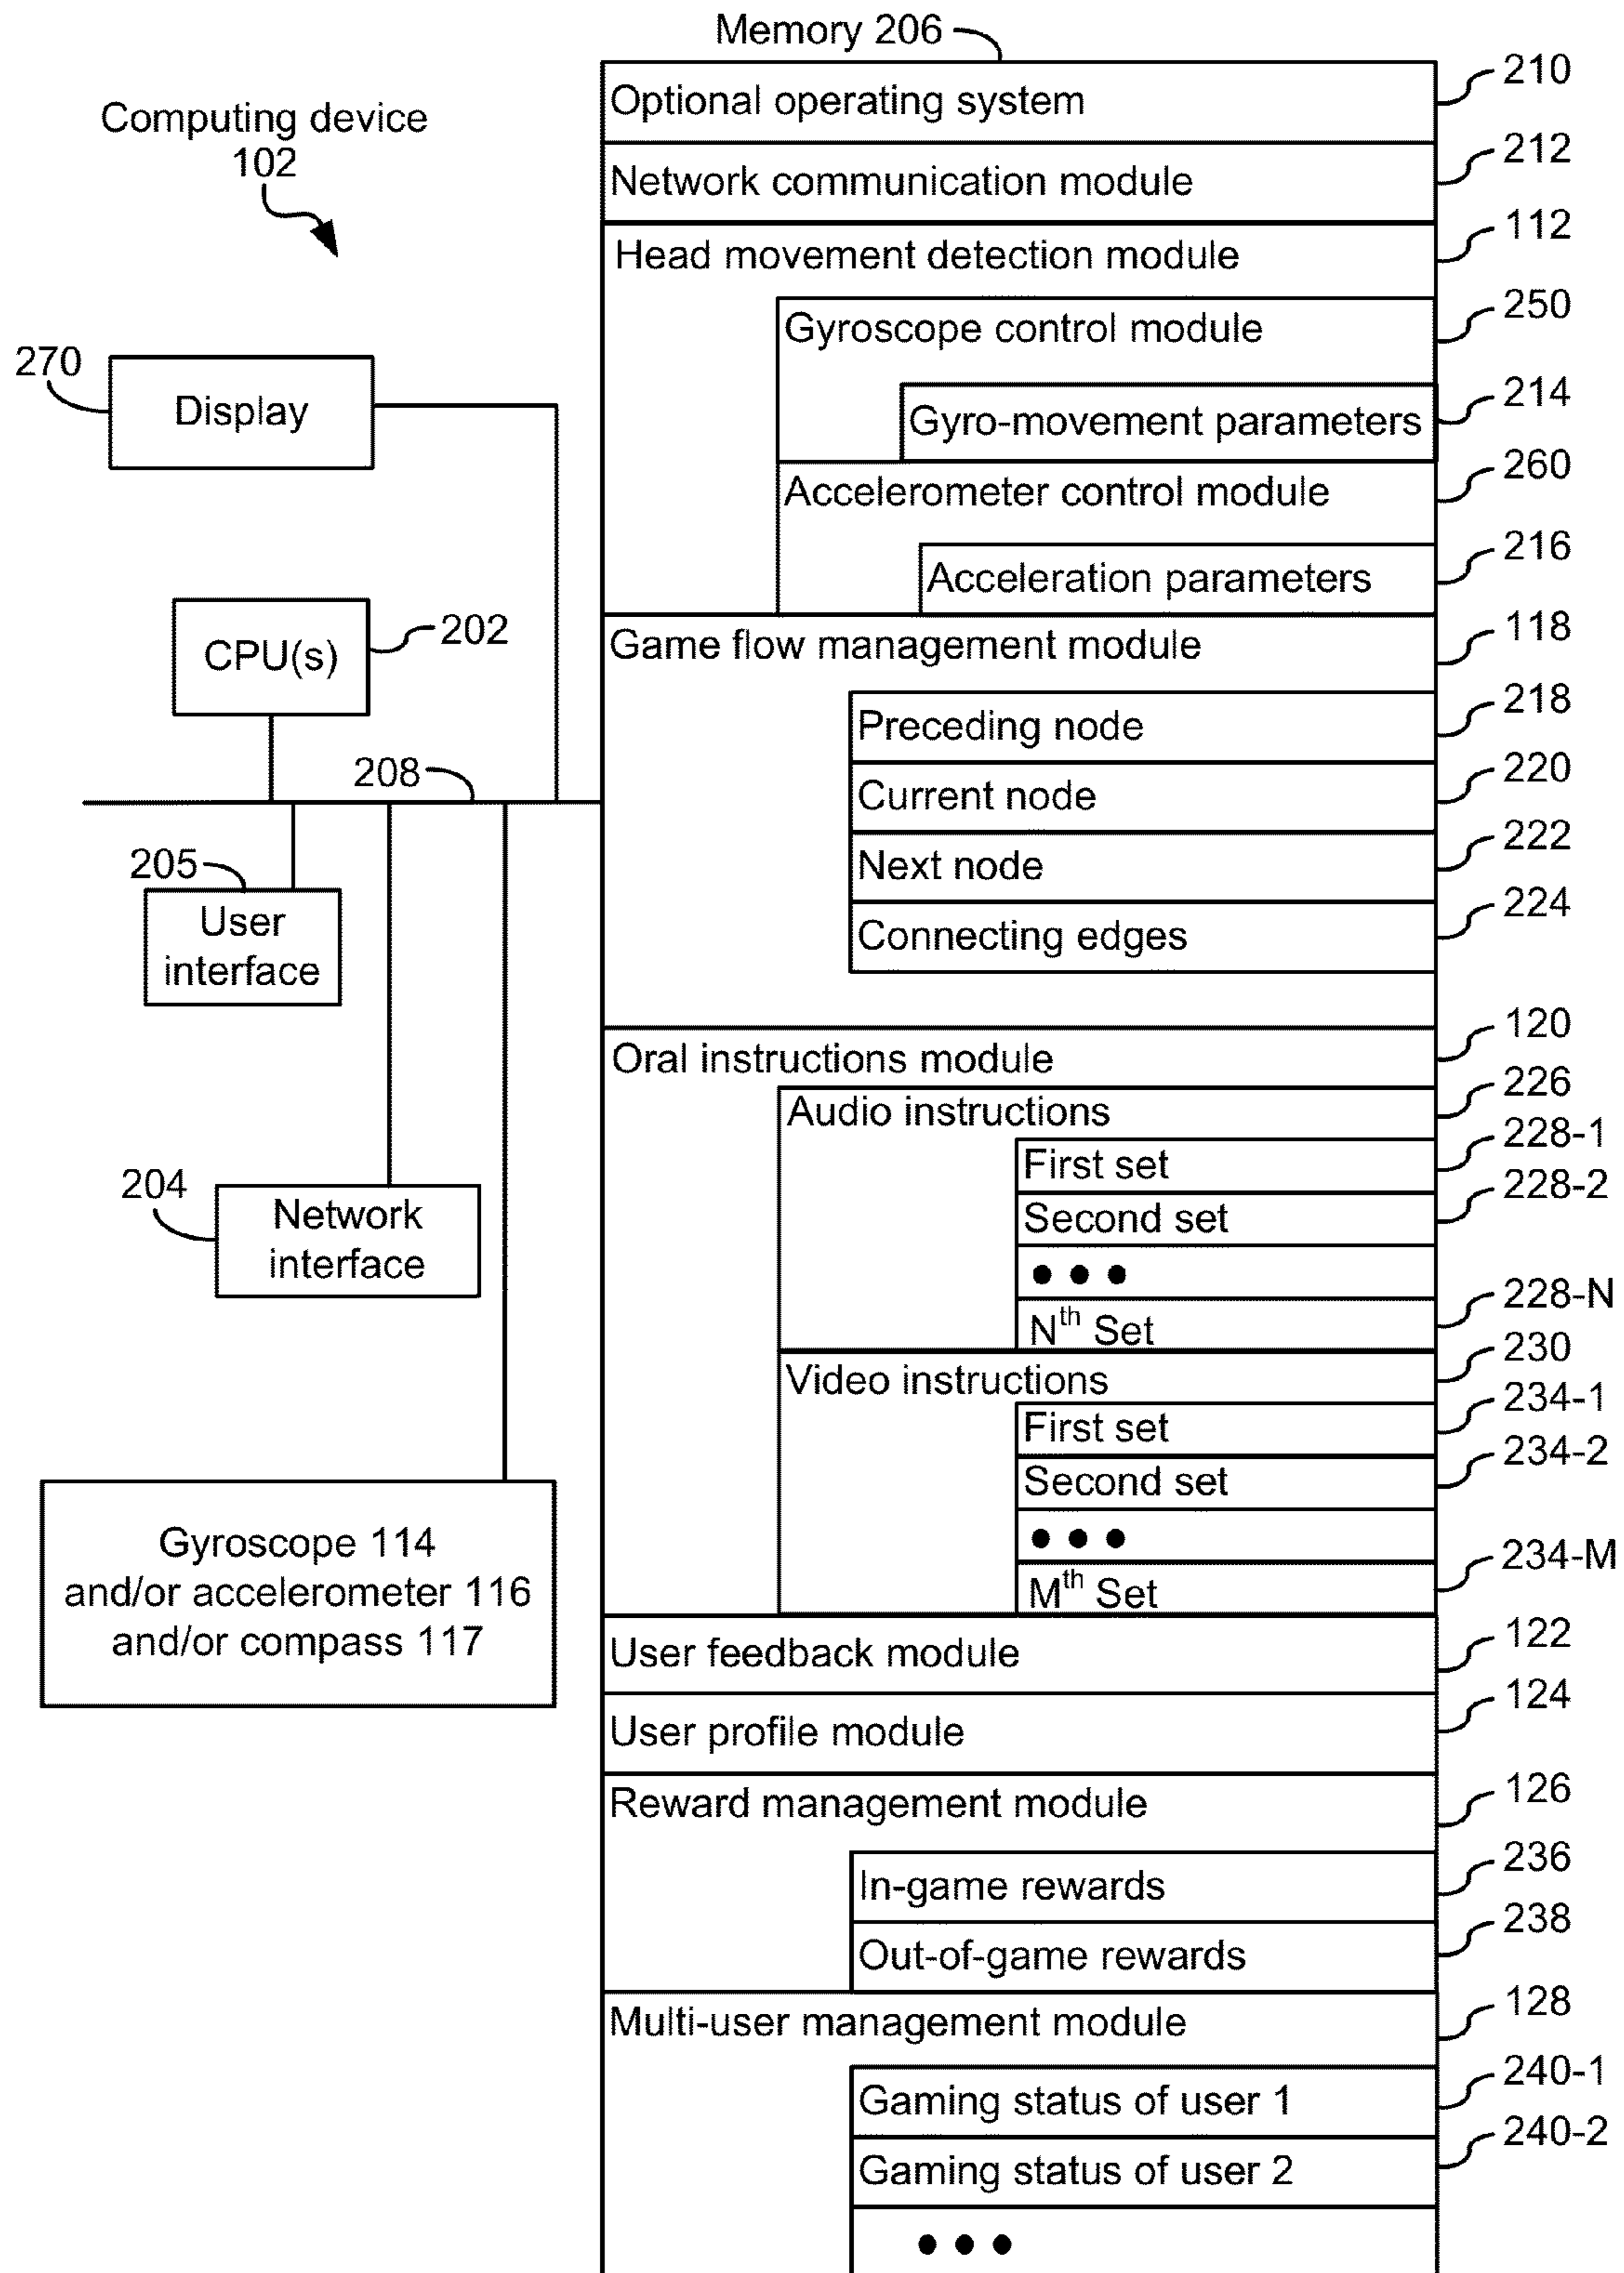 Memory 206
Computing device
102
270
Display
CPU(s)
202
208
205
User
interface
204
Network
interface
Gyroscope 114
and/or accelerometer 116
and/or compass 117
Optional operating system
210
Network communication module
212
Head movement detection module
112
Gyroscope control module
250
Gyro-movement parameters
214
Accelerometer control module
260
Acceleration parameters
216
Game flow management module
118
Preceding node
218
Current node
220
Next node
222
Connecting edges
224
Oral instructions module
120
Audio instructions
226
First set
228-1
Second set
228-2
● ● ●
Nth Set
228-N
Video instructions
230
First set
234-1
Second set
234-2
● ● ●
Mth Set
234-M
User feedback module
122
User profile module
124
Reward management module
126
In-game rewards
236
Out-of-game rewards
238
Multi-user management module
128
Gaming status of user 1
240-1
Gaming status of user 2
240-2
● ● ●